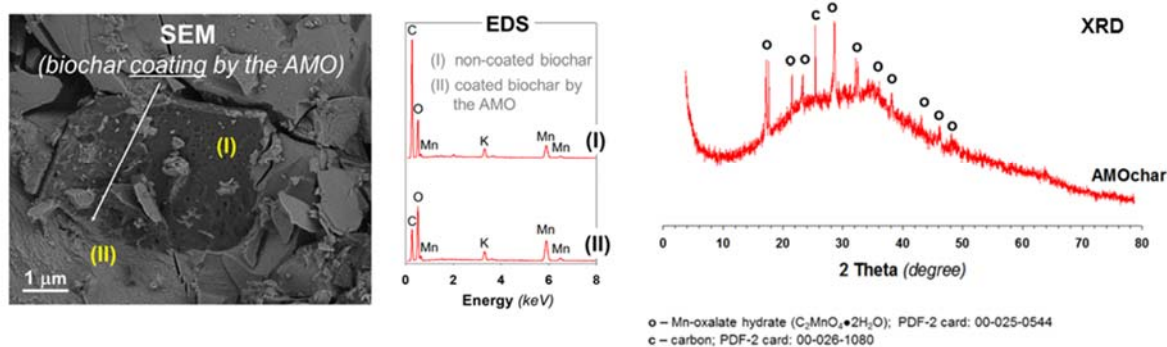 SEM
(biochar coating by the AMO)
(I)
(II)
1 μm
EDS
C
O
(I) non-coated biochar
(II) coated biochar by
the AMO
Mn
K
Mn
Mn
(I)
C
O
Mn
K
Mn
Mn
(II)
0 2 4 6 8
Energy (keV)
XRD
o
o
o
c
o
o
o
o
o
o
o
AMOchar
0 10 20 30 40 50 60 70 80
2 Theta (degree)
o – Mn-oxalate hydrate (C₂MnO₄●2H₂O); PDF-2 card: 00-025-0544
c – carbon; PDF-2 card: 00-026-1080